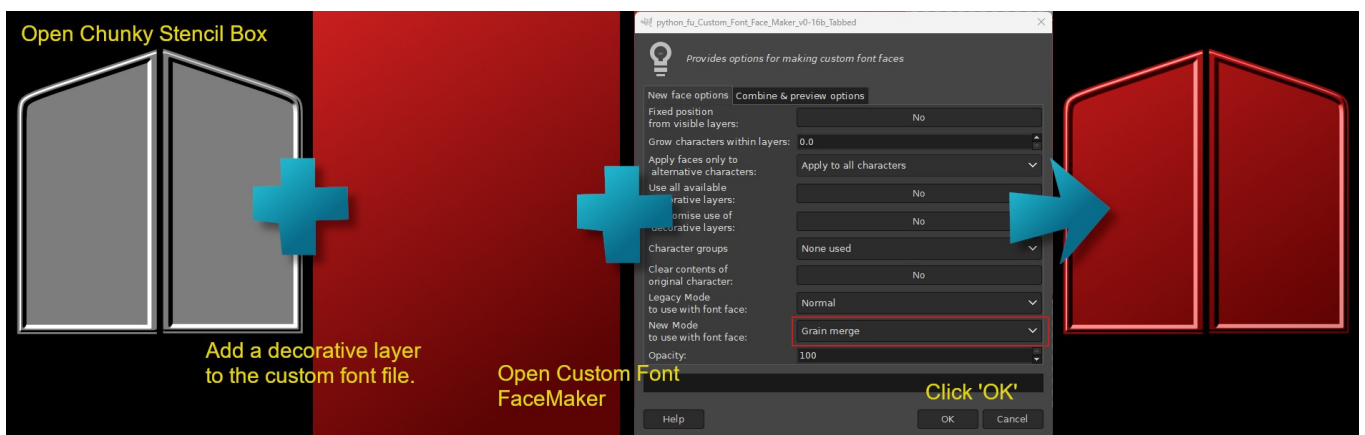 Open Chunky Stencil Box
Add a decorative layer
to the custom font file.
Open Custom Font
FaceMaker
python_fu_Custom_Font_Face_Maker_v0-16b_Tabbed
Provides options for making custom font faces
New face options
Combine & preview options
Fixed position
from visible layers:
No
Grow characters within layers:
0.0
Apply faces only to
alternative characters:
Apply to all characters
Use all available
orative layers:
No
omise use of
decorative layers:
No
Character groups
None used
Clear contents of
original character:
No
Legacy Mode
to use with font face:
Normal
New Mode
to use with font face:
Grain merge
Opacity:
100
Click 'OK'
Help
OK
Cancel